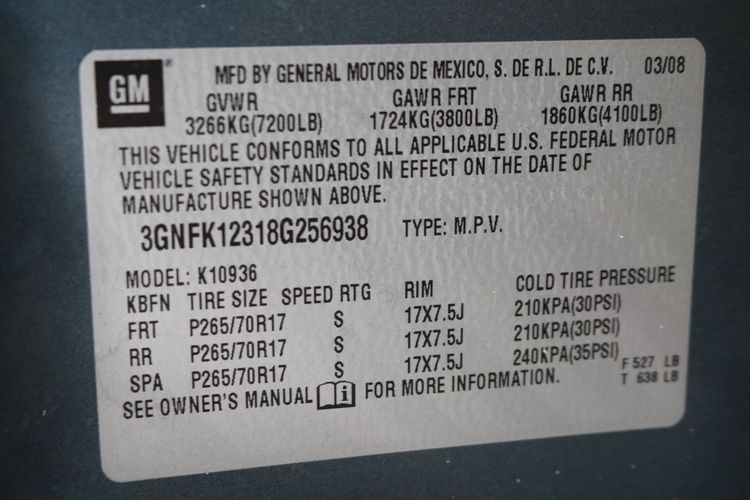 GM ® MFD BY GENERAL MOTORS DE MEXICO, S. DE R.L. DE C.V. 03/08
GVWR GAWR FRT GAWR RR
3266KG(7200LB) 1724KG(3800LB) 1860KG(4100LB)
THIS VEHICLE CONFORMS TO ALL APPLICABLE U.S. FEDERAL MOTOR
VEHICLE SAFETY STANDARDS IN EFFECT ON THE DATE OF
MANUFACTURE SHOWN ABOVE.
3GNFK12318G256938 TYPE: M.P.V.
MODEL: K10936
KBFN TIRE SIZE SPEED RTG RIM COLD TIRE PRESSURE
FRT P265/70R17 S 17X7.5J 210KPA(30PSI)
RR P265/70R17 S 17X7.5J 210KPA(30PSI)
SPA P265/70R17 S 17X7.5J 240KPA(35PSI) F 527 LB
T 638 LB
SEE OWNER'S MANUAL i FOR MORE INFORMATION.